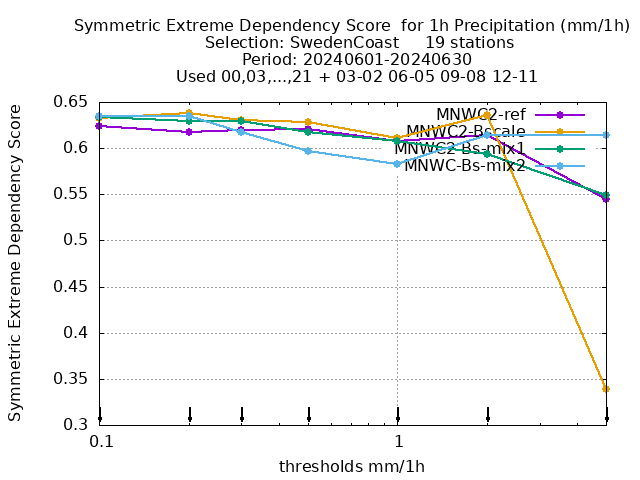 Symmetric Extreme Dependency Score  for 1h Precipitation (mm/1h)
Selection: SwedenCoast     19 stations
Period: 20240601-20240630
Used 00,03,...,21 + 03-02 06-05 09-08 12-11
Symmetric Extreme Dependency Score
0.65
0.6
0.55
0.5
0.45
0.4
0.35
0.3
MNWC2-ref
MNWC2-Bscale
MNWC2-Bs-mix1
MNWC-Bs-mix2
0.1
1
thresholds mm/1h